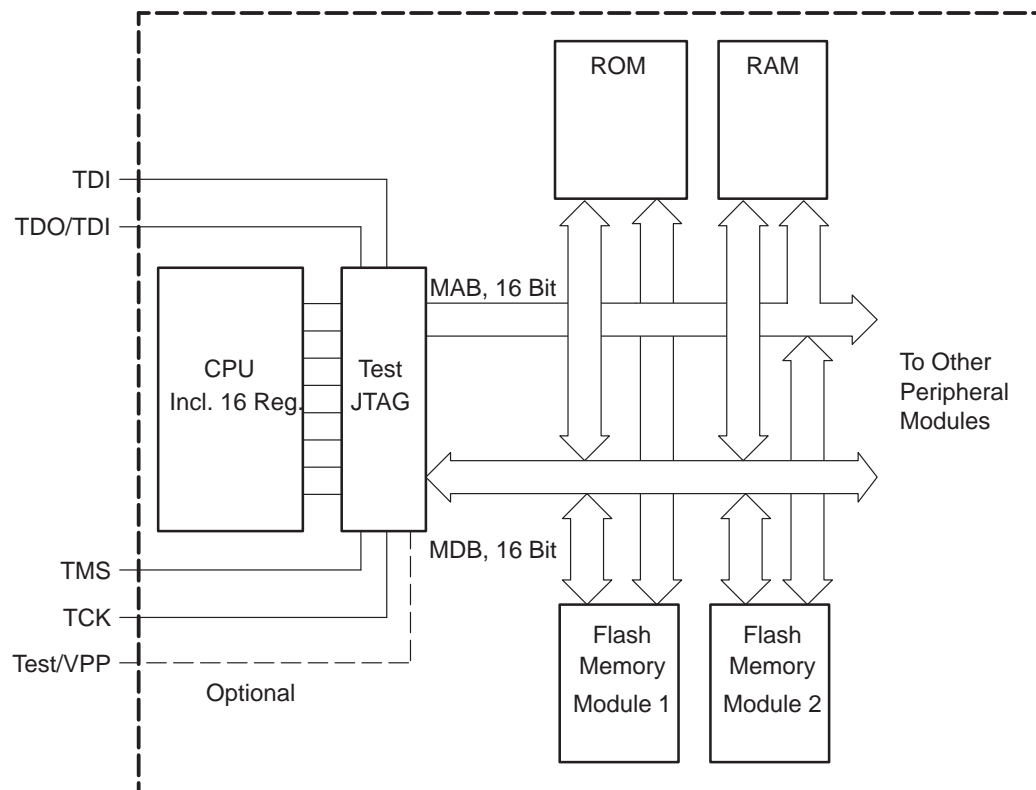 ROM
RAM
TDI
TDO/TDI
MAB, 16 Bit
CPU
Incl. 16 Reg.
Test
JTAG
To Other
Peripheral
Modules
MDB, 16 Bit
TMS
TCK
Test/VPP
Optional
Flash
Memory
Module 1
Flash
Memory
Module 2